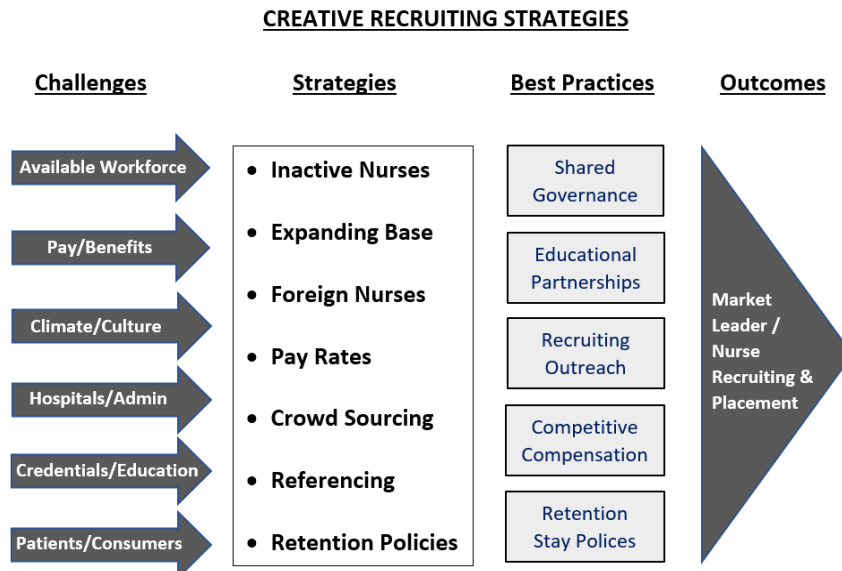 CREATIVE RECRUITING STRATEGIES
Challenges
Available Workforce
Pay/Benefits
Climate/Culture
Hospitals/Admin
Credentials/Education
Patients/Consumers
Strategies
• Inactive Nurses
• Expanding Base
• Foreign Nurses
• Pay Rates
• Crowd Sourcing
• Referencing
• Retention Policies
Best Practices
Shared
Governance
Educational
Partnerships
Recruiting
Outreach
Competitive
Compensation
Retention
Stay Polices
Outcomes
Market
Leader /
Nurse
Recruiting &
Placement